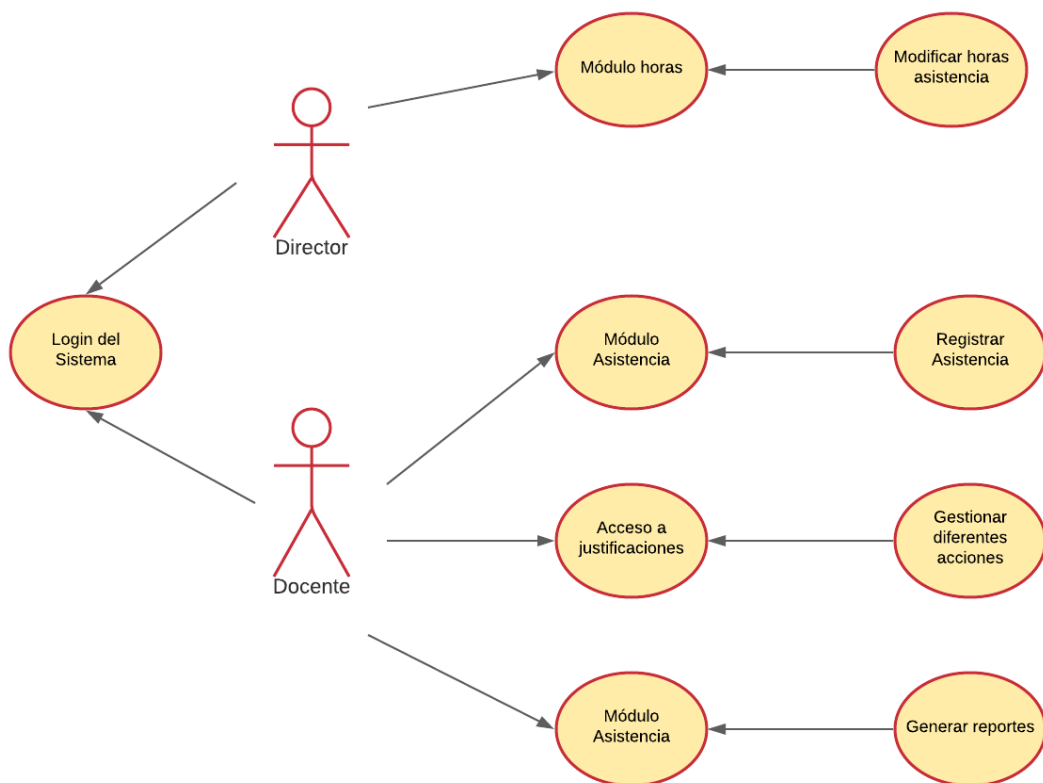 Módulo horas
Modificar horas
asistencia
Director
Login del
Sistema
Módulo
Asistencia
Registrar
Asistencia
Acceso a
justificaciones
Gestionar
diferentes
acciones
Docente
Módulo
Asistencia
Generar reportes